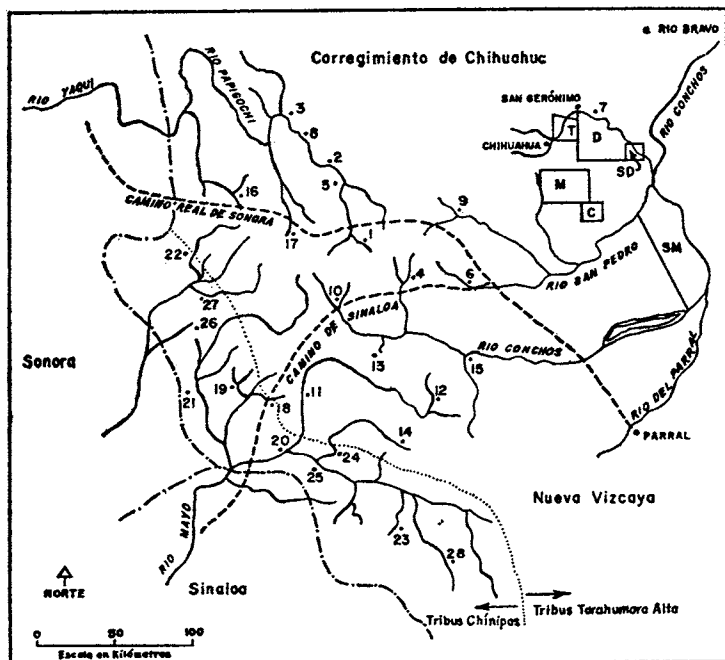 a RIO BRAVO
Corregimiento de Chihuahuc
RIO YAQUI
RIO PAPIGOCHI
RIO CONCHOS
SAN GERÓNIMO
7
3
8
T
D
CHIHUAHUA
2
SD
5
M
16
C
CAMINO REAL DE SONORA
9
17
1
22
4
6
RIO SAN PEDRO
SM
27
10
CAMINO DE SINALOA
26
RIO CONCHOS
13
15
Sonora
19
11
12
21
18
RIO DEL PARRAL
20
14
PARRAL
24
25
Nueva Vizcaya
RIO MAYO
23
28
NORTE
Sinaloa
Tribus Chínipas
Tribus Tarahumara Alta
0 50 100
Escala en Kilómetros